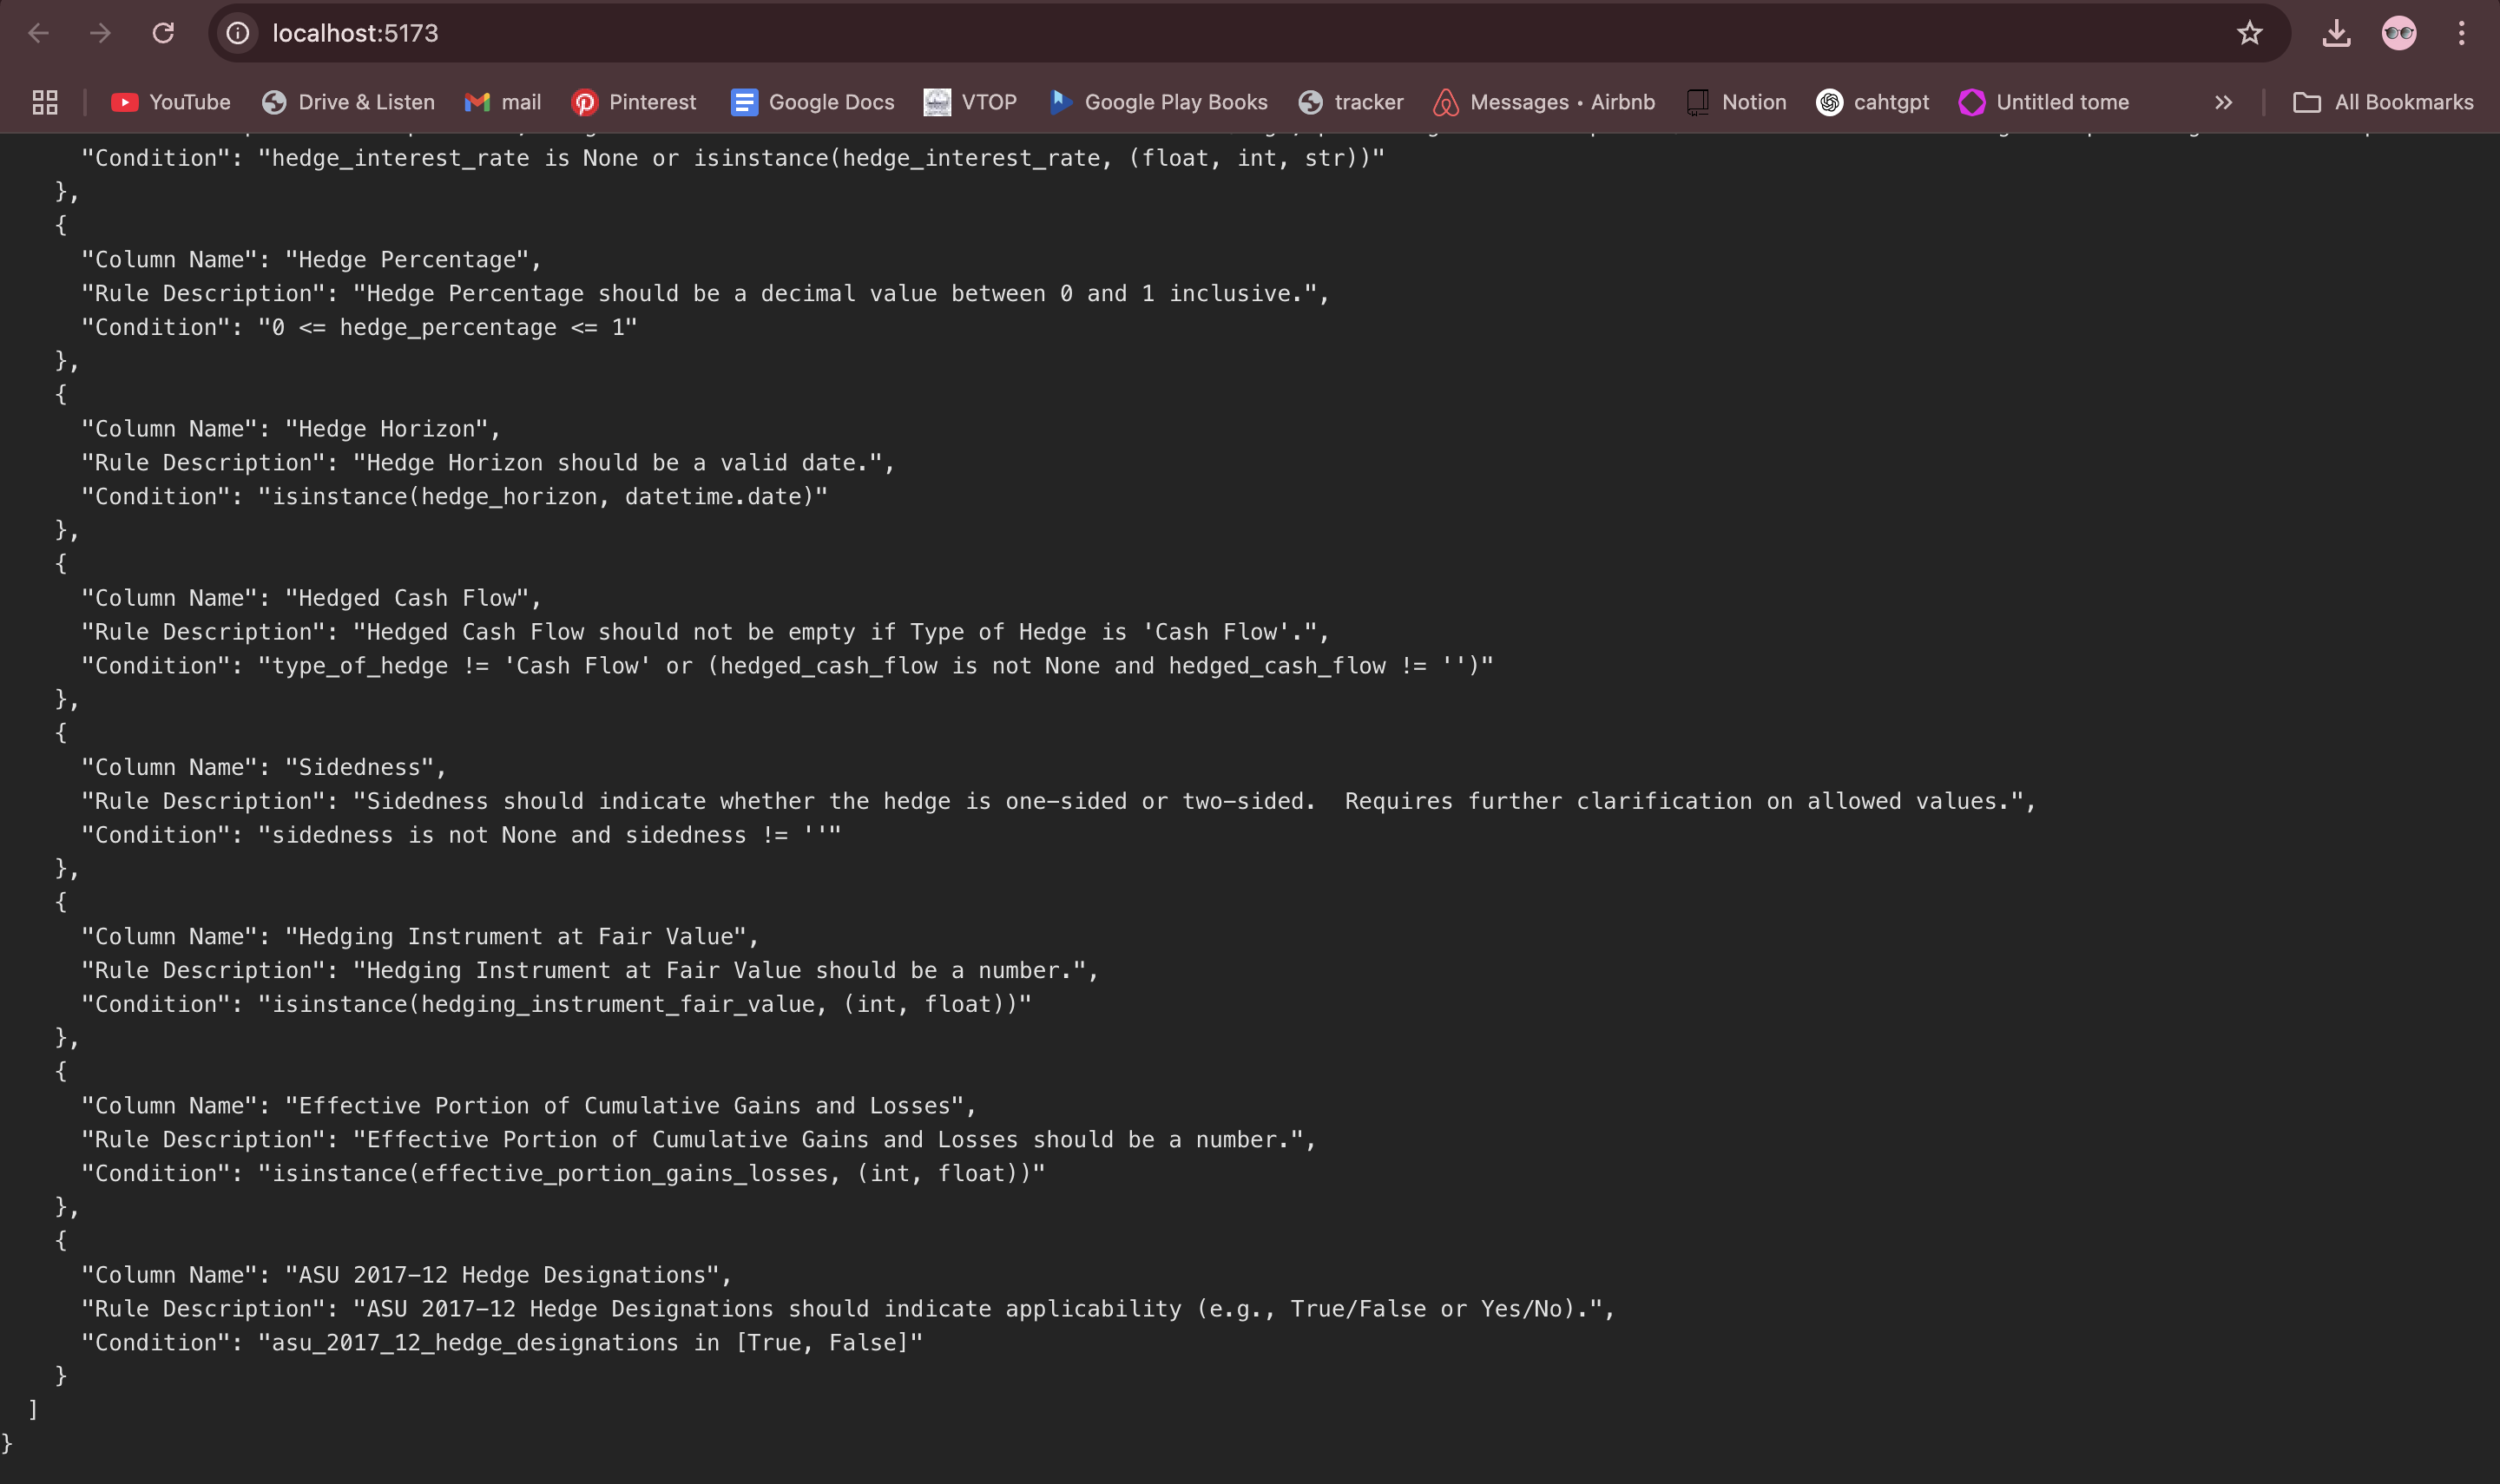 localhost:5173
YouTube Drive & Listen mail Pinterest Google Docs VTOP Google Play Books tracker Messages • Airbnb Notion cahtgpt Untitled tome » All Bookmarks
"Condition": "hedge_interest_rate is None or isinstance(hedge_interest_rate, (float, int, str))"
},
{
"Column Name": "Hedge Percentage",
"Rule Description": "Hedge Percentage should be a decimal value between 0 and 1 inclusive.",
"Condition": "0 <= hedge_percentage <= 1"
},
{
"Column Name": "Hedge Horizon",
"Rule Description": "Hedge Horizon should be a valid date.",
"Condition": "isinstance(hedge_horizon, datetime.date)"
},
{
"Column Name": "Hedged Cash Flow",
"Rule Description": "Hedged Cash Flow should not be empty if Type of Hedge is 'Cash Flow'.",
"Condition": "type_of_hedge != 'Cash Flow' or (hedged_cash_flow is not None and hedged_cash_flow != '')"
},
{
"Column Name": "Sidedness",
"Rule Description": "Sidedness should indicate whether the hedge is one-sided or two-sided.  Requires further clarification on allowed values.",
"Condition": "sidedness is not None and sidedness != ''"
},
{
"Column Name": "Hedging Instrument at Fair Value",
"Rule Description": "Hedging Instrument at Fair Value should be a number.",
"Condition": "isinstance(hedging_instrument_fair_value, (int, float))"
},
{
"Column Name": "Effective Portion of Cumulative Gains and Losses",
"Rule Description": "Effective Portion of Cumulative Gains and Losses should be a number.",
"Condition": "isinstance(effective_portion_gains_losses, (int, float))"
},
{
"Column Name": "ASU 2017-12 Hedge Designations",
"Rule Description": "ASU 2017-12 Hedge Designations should indicate applicability (e.g., True/False or Yes/No).",
"Condition": "asu_2017_12_hedge_designations in [True, False]"
}
]
}